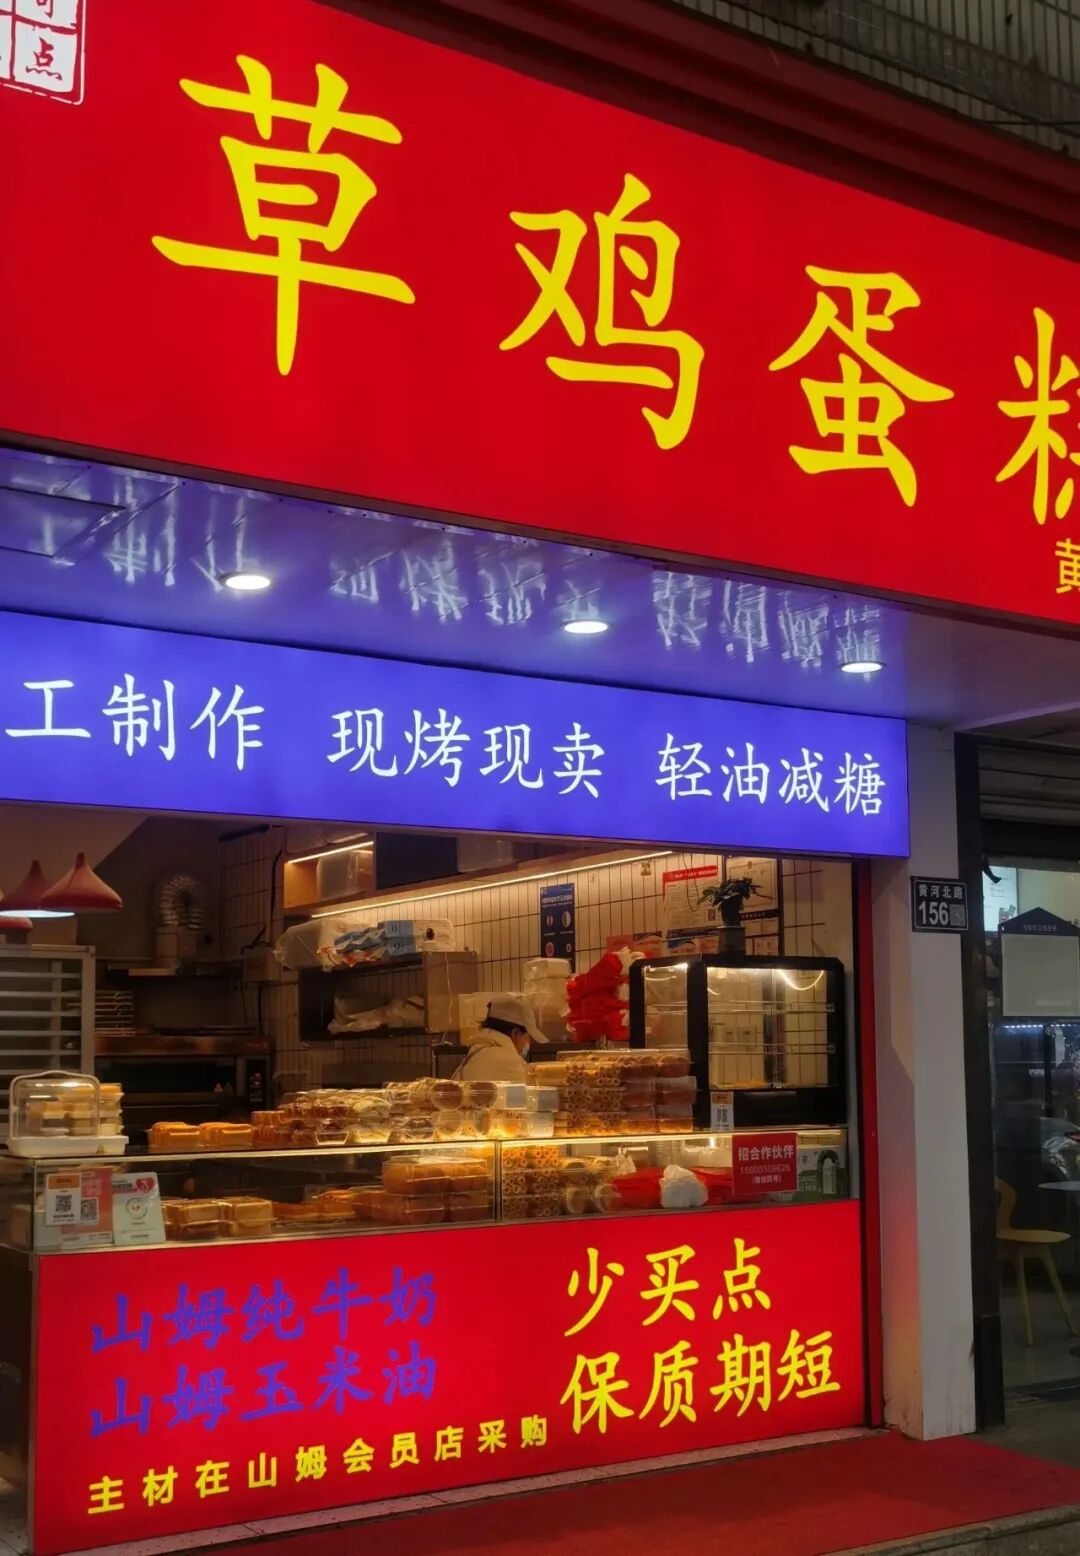 点
草鸡蛋糕
黄
工制作 现烤现卖 轻油减糖
黄河北路
156
招合作伙伴
山姆纯牛奶
山姆玉米油
主材在山姆会员店采购
少买点
保质期短